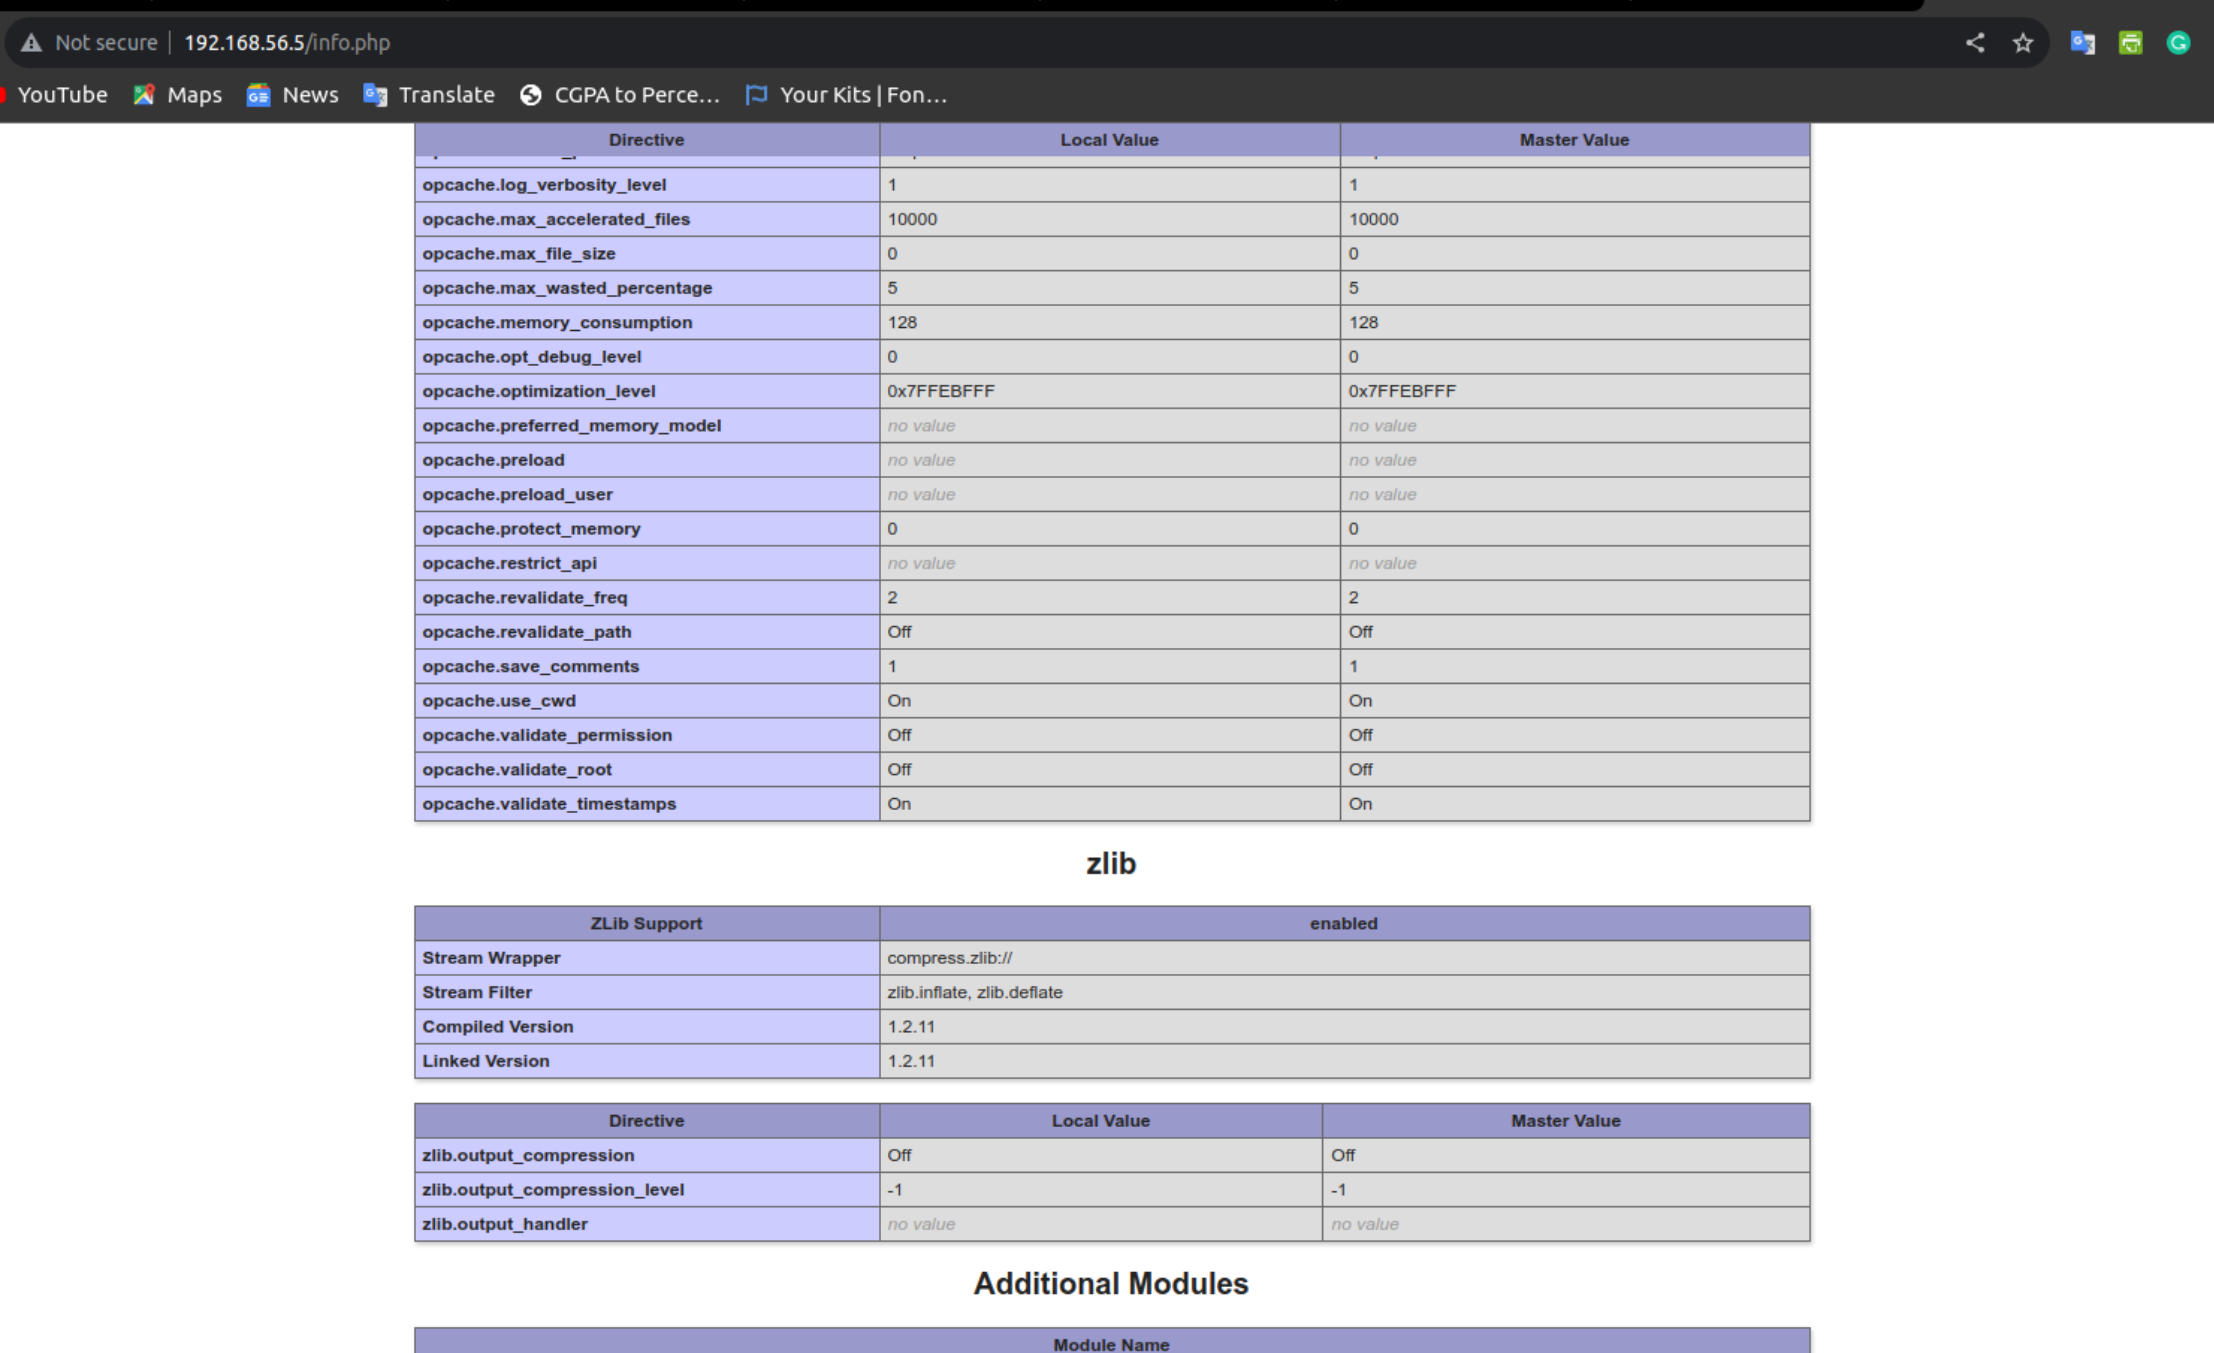 Not secure 192.168.56.5/info.php
YouTube Maps News Translate CGPA to Perce... Your Kits | Fon...
Directive Local Value Master Value
opcache.log_verbosity_level 1 1
opcache.max_accelerated_files 10000 10000
opcache.max_file_size 0 0
opcache.max_wasted_percentage 5 5
opcache.memory_consumption 128 128
opcache.opt_debug_level 0 0
opcache.optimization_level 0x7FFEBFFF 0x7FFEBFFF
opcache.preferred_memory_model no value no value
opcache.preload no value no value
opcache.preload_user no value no value
opcache.protect_memory 0 0
opcache.restrict_api no value no value
opcache.revalidate_freq 2 2
opcache.revalidate_path Off Off
opcache.save_comments 1 1
opcache.use_cwd On On
opcache.validate_permission Off Off
opcache.validate_root Off Off
opcache.validate_timestamps On On
zlib
ZLib Support enabled
Stream Wrapper compress.zlib://
Stream Filter zlib.inflate, zlib.deflate
Compiled Version 1.2.11
Linked Version 1.2.11
Directive Local Value Master Value
zlib.output_compression Off Off
zlib.output_compression_level -1 -1
zlib.output_handler no value no value
Additional Modules
Module Name